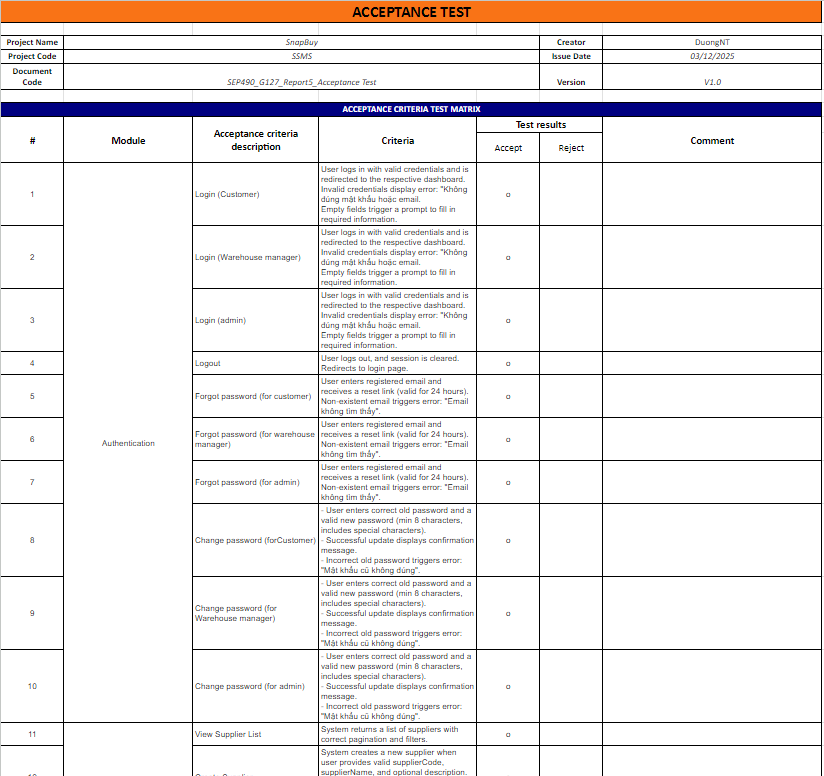 ACCEPTANCE TEST
Project Name SnapBuy Creator DuongNT
Project Code SSMS Issue Date 03/12/2025
Document
Code SEP490_G127_Report5_Acceptance Test Version V1.0
ACCEPTANCE CRITERIA TEST MATRIX
# Module Acceptance criteria
description Criteria Test results Comment
Accept Reject
Authentication
1 Login (Customer)
User logs in with valid credentials and is
redirected to the respective dashboard.
Invalid credentials display error: "Không
đúng mật khẩu hoặc email.
Empty fields trigger a prompt to fill in
required information.
o
2 Login (Warehouse manager)
User logs in with valid credentials and is
redirected to the respective dashboard.
Invalid credentials display error: "Không
đúng mật khẩu hoặc email.
Empty fields trigger a prompt to fill in
required information.
o
3 Login (admin)
User logs in with valid credentials and is
redirected to the respective dashboard.
Invalid credentials display error: "Không
đúng mật khẩu hoặc email.
Empty fields trigger a prompt to fill in
required information.
o
4 Logout
User logs out, and session is cleared.
Redirects to login page.
o
5 Forgot password (for customer)
User enters registered email and
receives a reset link (valid for 24 hours).
Non-existent email triggers error: "Email
không tìm thấy".
o
6 Forgot password (for warehouse
manager)
User enters registered email and
receives a reset link (valid for 24 hours).
Non-existent email triggers error: "Email
không tìm thấy".
o
7 Forgot password (for admin)
User enters registered email and
receives a reset link (valid for 24 hours).
Non-existent email triggers error: "Email
không tìm thấy".
o
8 Change password (forCustomer)
- User enters correct old password and a
valid new password (min 8 characters,
includes special characters).
- Successful update displays confirmation
message.
- Incorrect old password triggers error:
"Mật khẩu cũ không đúng".
o
9 Change password (for
Warehouse manager)
- User enters correct old password and a
valid new password (min 8 characters,
includes special characters).
- Successful update displays confirmation
message.
- Incorrect old password triggers error:
"Mật khẩu cũ không đúng".
o
10 Change password (for admin)
- User enters correct old password and a
valid new password (min 8 characters,
includes special characters).
- Successful update displays confirmation
message.
- Incorrect old password triggers error:
"Mật khẩu cũ không đúng".
o
11 View Supplier List
System returns a list of suppliers with
correct pagination and filters.
o
System creates a new supplier when
user provides valid supplierCode,
supplierName, and optional description.